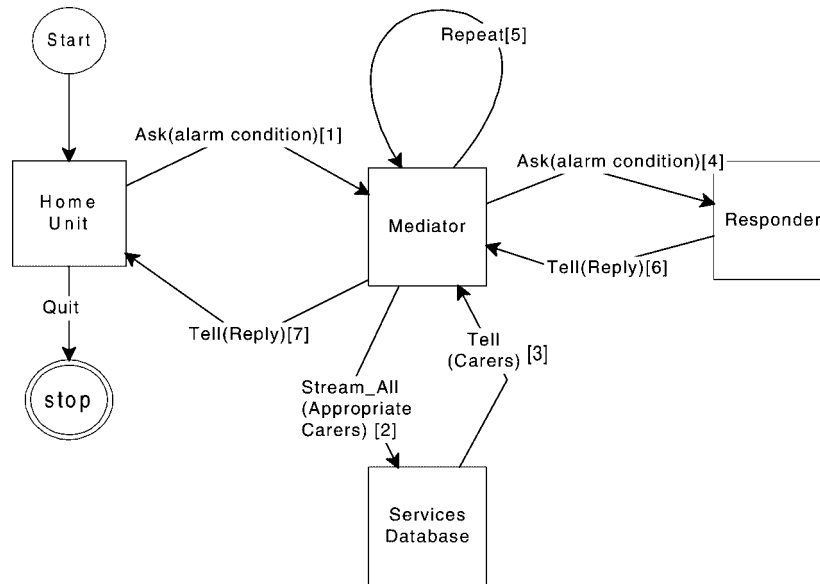 Start
Repeat[5]
Ask(alarm condition)[1]
Ask(alarm condition)[4]
Home
Unit
Mediator
Responder
Quit
Tell(Reply)[7]
Tell(Reply)[6]
Tell
(Carers) [3]
stop
Stream_All
(Appropriate
Carers) [2]
Services
Database